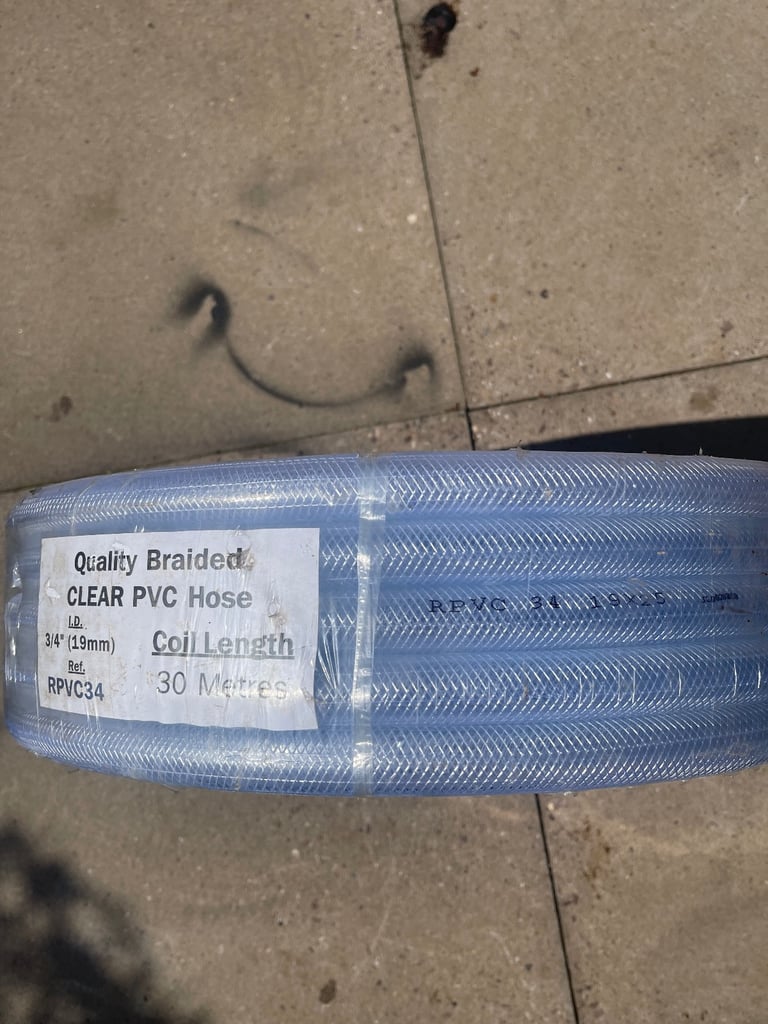 Quality Braided
CLEAR PVC Hose
I.D.
3/4" (19mm)
Coil Length
Ref.
RPVC34
30 Metres
RPVC 34 19x25